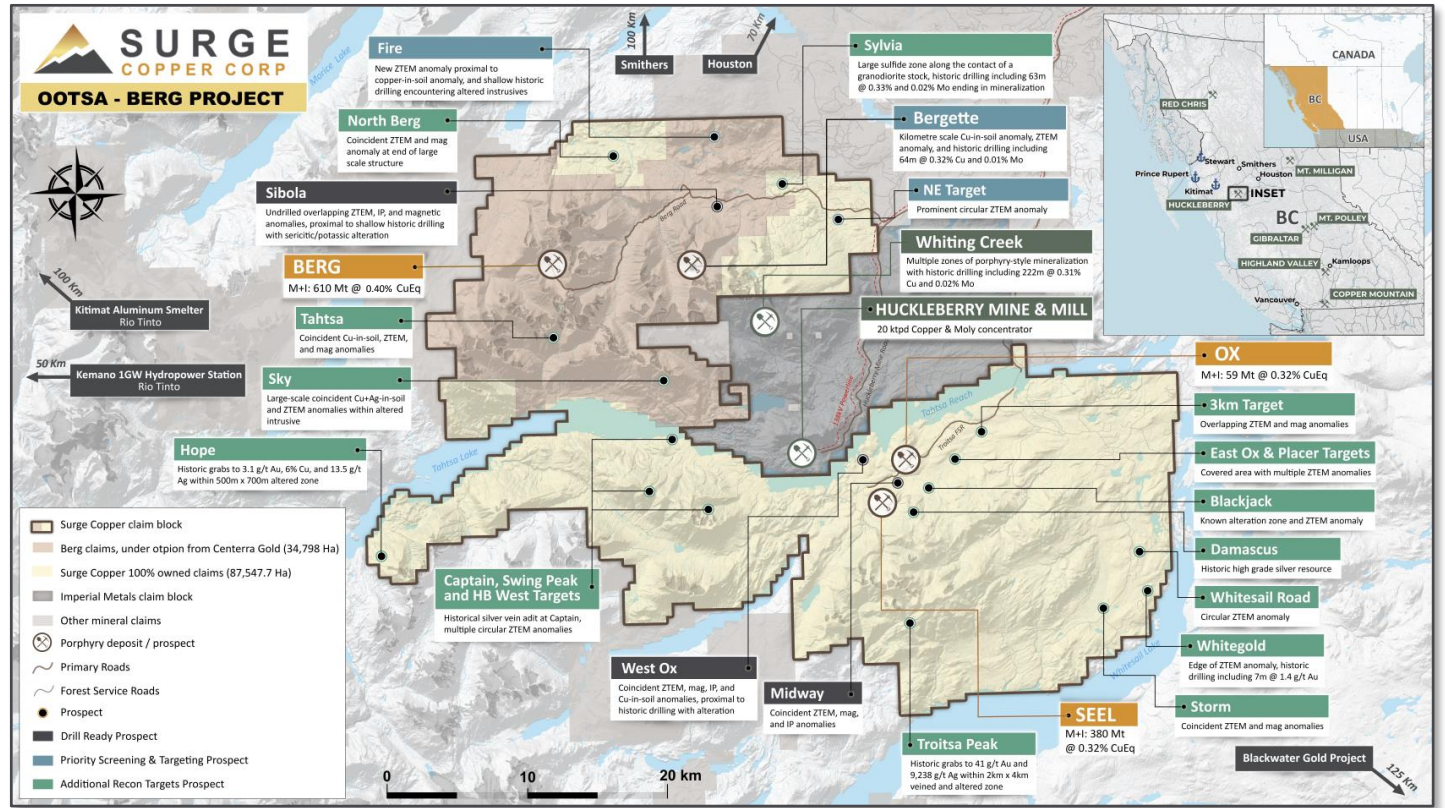 SURGE
COPPER CORP
OOTSA - BERG PROJECT
Morice Lake
100 Km
Smithers
70 Km
Houston
Fire
New ZTEM anomaly proximal to
copper-in-soil anomaly, and shallow historic
drilling encountering altered instrusives
North Berg
Coincident ZTEM and mag
anomaly at end of large
scale structure
Sibola
Undrilled overlapping ZTEM, IP, and magnetic
anomalies, proximal to shallow historic drilling
with sericitic/potassic alteration
BERG
M+I: 610 Mt @ 0.40% CuEq
Tahtsa
Coincident Cu-in-soil, ZTEM,
and mag anomalies
Sky
Large-scale coincident Cu+Ag-in-soil
and ZTEM anomalies within altered
intrusive
Hope
Historic grabs to 3.1 g/t Au, 6% Cu, and 13.5 g/t
Ag within 500m x 700m altered zone
100 Km
Kitimat Aluminum Smelter
Rio Tinto
50 Km
Kemano 1GW Hydropower Station
Rio Tinto
Sylvia
Large sulfide zone along the contact of a
granodiorite stock, historic drilling including 63m
@ 0.33% and 0.02% Mo ending in mineralization
Bergette
Kilometre scale Cu-in-soil anomaly, ZTEM
anomaly, and historic drilling including
64m @ 0.32% Cu and 0.01% Mo
NE Target
Prominent circular ZTEM anomaly
Whiting Creek
Multiple zones of porphyry-style mineralization
with historic drilling including 222m @ 0.31%
Cu and 0.02% Mo
HUCKLEBERRY MINE & MILL
20 ktpd Copper & Moly concentrator
Berg Road
138KV Powerline
Huckleberry Mine Road
Tahtsa Reach
Troitsa FSR
Tahtsa Lake
Whitesail Lake
CANADA
BC
USA
RED CHRIS
Stewart
Smithers
Houston
MT. MILLIGAN
Prince Rupert
Kitimat
INSET
HUCKLEBERRY
BC
MT. POLLEY
GIBRALTAR
HIGHLAND VALLEY
Kamloops
Vancouver
COPPER MOUNTAIN
OX
M+I: 59 Mt @ 0.32% CuEq
3km Target
Overlapping ZTEM and mag anomalies
East Ox & Placer Targets
Covered area with multiple ZTEM anomalies
Blackjack
Known alteration zone and ZTEM anomaly
Damascus
Historic high grade silver resource
Whitesail Road
Circular ZTEM anomaly
Whitegold
Edge of ZTEM anomaly, historic
drilling including 7m @ 1.4 g/t Au
Storm
Coincident ZTEM and mag anomalies
Captain, Swing Peak
and HB West Targets
Historical silver vein adit at Captain,
multiple circular ZTEM anomalies
West Ox
Coincident ZTEM, mag, IP, and
Cu-in-soil anomalies, proximal to
historic drilling with alteration
Midway
Coincident ZTEM, mag,
and IP anomalies
SEEL
M+I: 380 Mt
@ 0.32% CuEq
Troitsa Peak
Historic grabs to 41 g/t Au and
9,238 g/t Ag within 2km x 4km
veined and altered zone
Blackwater Gold Project
125 Km
Surge Copper claim block
Berg claims, under otpion from Centerra Gold (34,798 Ha)
Surge Copper 100% owned claims (87,547.7 Ha)
Imperial Metals claim block
Other mineral claims
Porphyry deposit / prospect
Primary Roads
Forest Service Roads
Prospect
Drill Ready Prospect
Priority Screening & Targeting Prospect
Additional Recon Targets Prospect
0 10 20 km